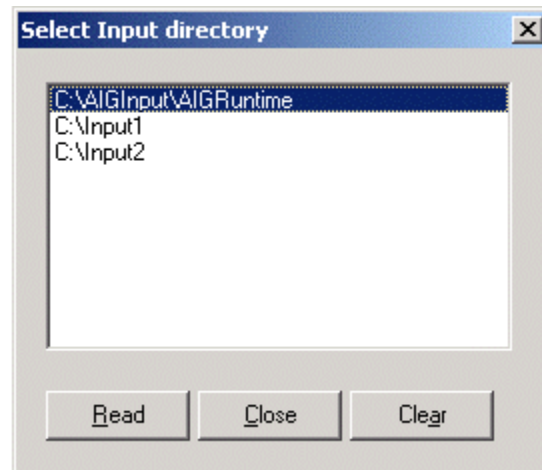 Select Input directory
C:\AIGInput\AIGRuntime
C:\Input1
C:\Input2
Read
Close
Clear